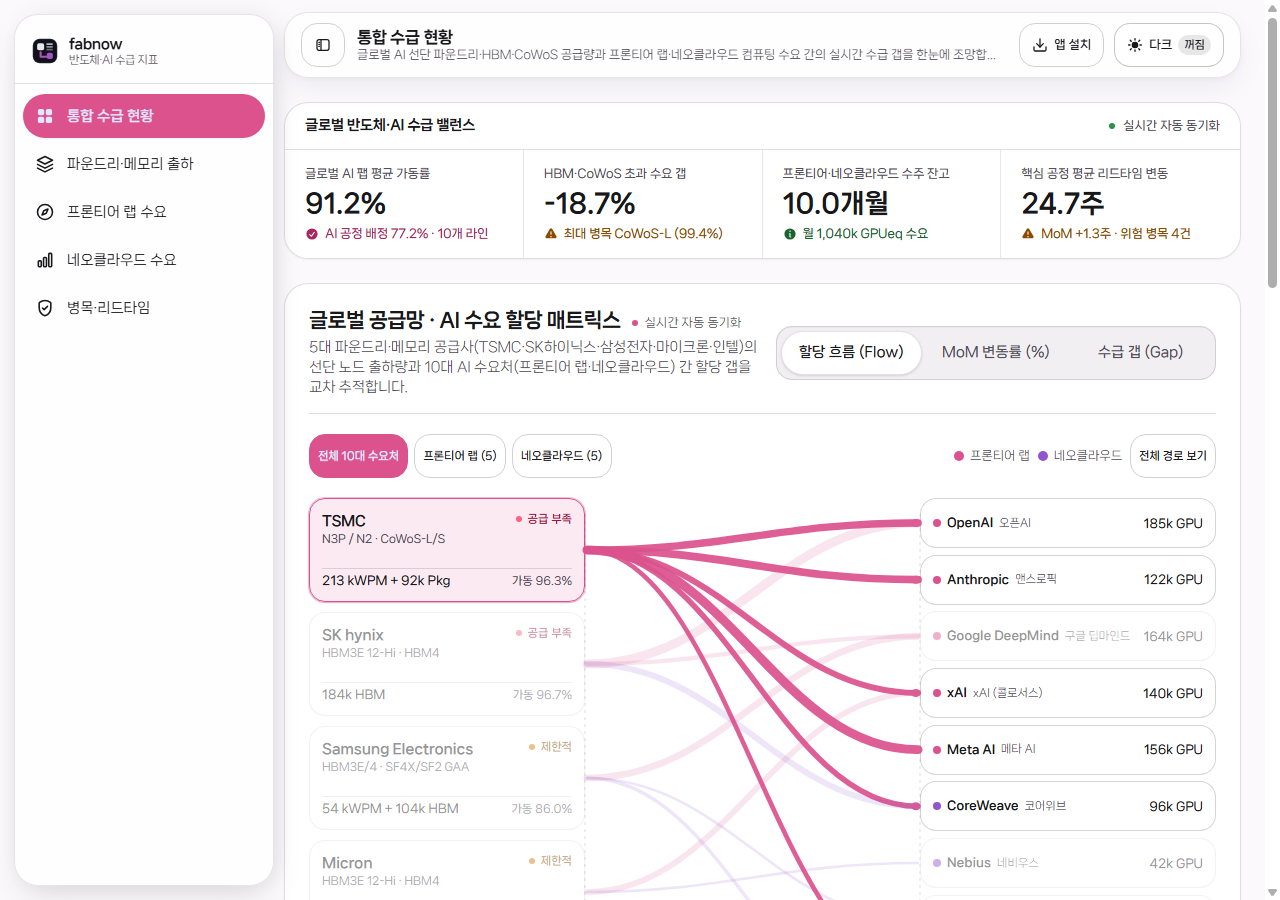 fabnow
반도체·AI 수급 지표
통합 수급 현황
파운드리·메모리 출하
프론티어 랩 수요
네오클라우드 수요
병목·리드타임
통합 수급 현황
글로벌 AI 선단 파운드리·HBM·CoWoS 공급량과 프론티어 랩·네오클라우드 컴퓨팅 수요 간의 실시간 수급 갭을 한눈에 조망합...
앱 설치
다크 꺼짐
글로벌 반도체·AI 수급 밸런스
실시간 자동 동기화
글로벌 AI 팹 평균 가동률
91.2%
AI 공정 배정 77.2% · 10개 라인
HBM·CoWoS 초과 수요 갭
-18.7%
최대 병목 CoWoS-L (99.4%)
프론티어·네오클라우드 수주 잔고
10.0개월
월 1,040k GPUeq 수요
핵심 공정 평균 리드타임 변동
24.7주
MoM +1.3주 · 위험 병목 4건
글로벌 공급망 · AI 수요 할당 매트릭스
실시간 자동 동기화
5대 파운드리·메모리 공급사(TSMC·SK하이닉스·삼성전자·마이크론·인텔)의
선단 노드 출하량과 10대 AI 수요처(프론티어 랩·네오클라우드) 간 할당 갭을
교차 추적합니다.
할당 흐름 (Flow)
MoM 변동률 (%)
수급 갭 (Gap)
전체 10대 수요처
프론티어 랩 (5)
네오클라우드 (5)
프론티어 랩
네오클라우드
전체 경로 보기
TSMC
공급 부족
N3P / N2 · CoWoS-L/S
213 kWPM + 92k Pkg
가동 96.3%
SK hynix
공급 부족
HBM3E 12-Hi · HBM4
184k HBM
가동 96.7%
Samsung Electronics
제한적
HBM3E/4 · SF4X/SF2 GAA
54 kWPM + 104k HBM
가동 86.0%
Micron
제한적
HBM3E 12-Hi · HBM4
OpenAI 오픈AI 185k GPU
Anthropic 앤스로픽 122k GPU
Google DeepMind 구글 딥마인드 164k GPU
xAI xAI (콜로서스) 140k GPU
Meta AI 메타 AI 156k GPU
CoreWeave 코어위브 96k GPU
Nebius 네비우스 42k GPU